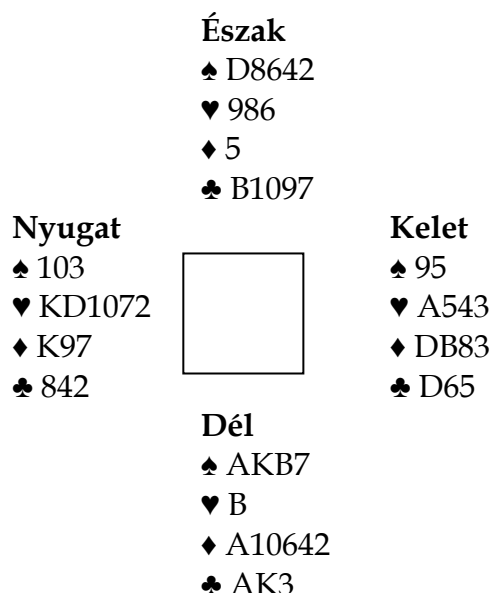 Észak
♠ D8642
♥ 986
♦ 5
♣ B1097
Nyugat
♠ 103
♥ KD1072
♦ K97
♣ 842
Kelet
♠ 95
♥ A543
♦ DB83
♣ D65
Dél
♠ AKB7
♥ B
♦ A10642
♣ AK3